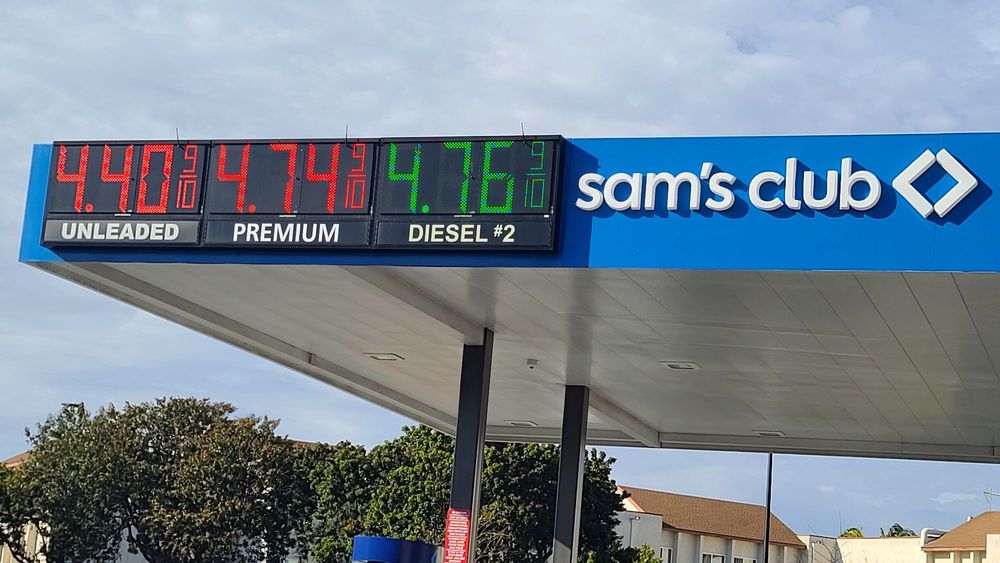 4.40 9/10 4.74 9/10 4.76 9/10
UNLEADED PREMIUM DIESEL #2
sam's club